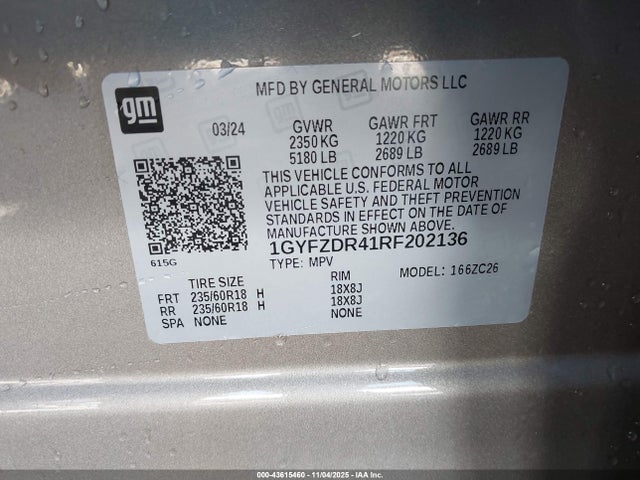 gm
MFD BY GENERAL MOTORS LLC
03/24 GVWR GAWR FRT GAWR RR
2350 KG 1220 KG 1220 KG
5180 LB 2689 LB 2689 LB
THIS VEHICLE CONFORMS TO ALL
APPLICABLE U.S. FEDERAL MOTOR
VEHICLE SAFETY AND THEFT PREVENTION
STANDARDS IN EFFECT ON THE DATE OF
MANUFACTURE SHOWN ABOVE.
1GYFZDR41RF202136
615G
TYPE: MPV MODEL: 166ZC26
TIRE SIZE RIM
FRT 235/60R18 H 18X8J
RR 235/60R18 H 18X8J
SPA NONE NONE
000-43615460 11/04/2025 - IAAI.COM